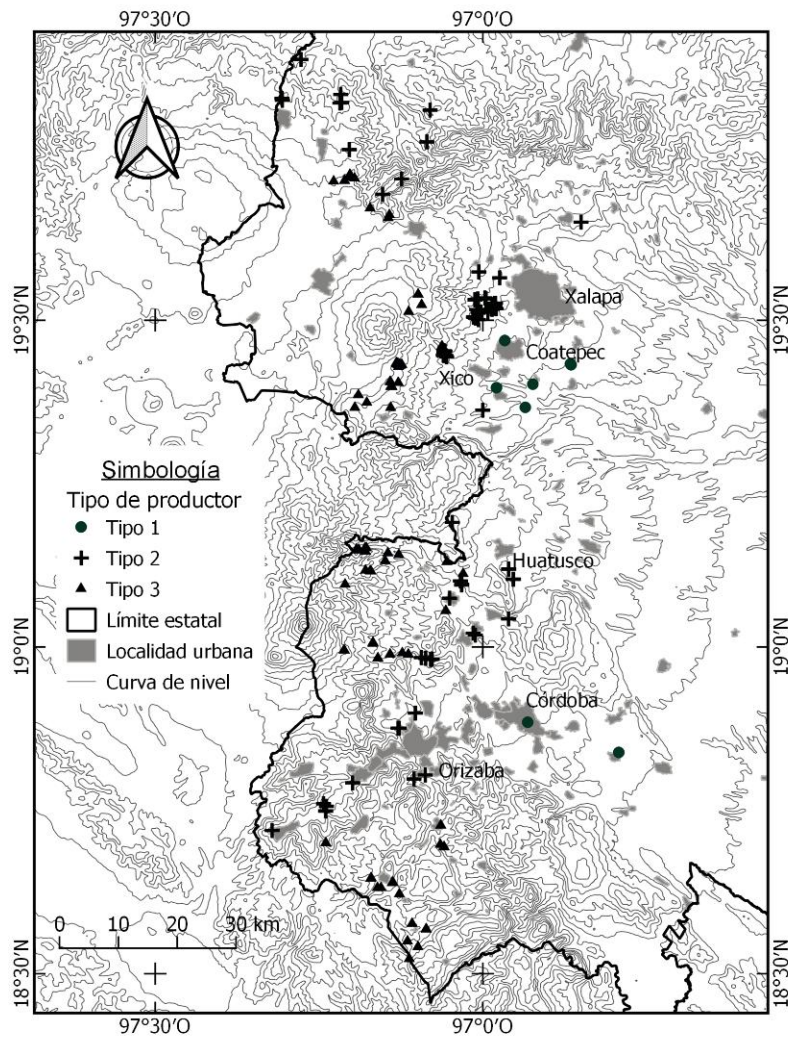 97°30'O 97°0'O
19°30'N 19°30'N
Xalapa
Coatepec
Xico
Simbología
Tipo de productor
Tipo 1
Tipo 2
Tipo 3
Límite estatal
Localidad urbana
Curva de nivel
Huatusco
19°0'N 19°0'N
Córdoba
Orizaba
0 10 20 30 km
18°30'N 18°30'N
97°30'O 97°0'O